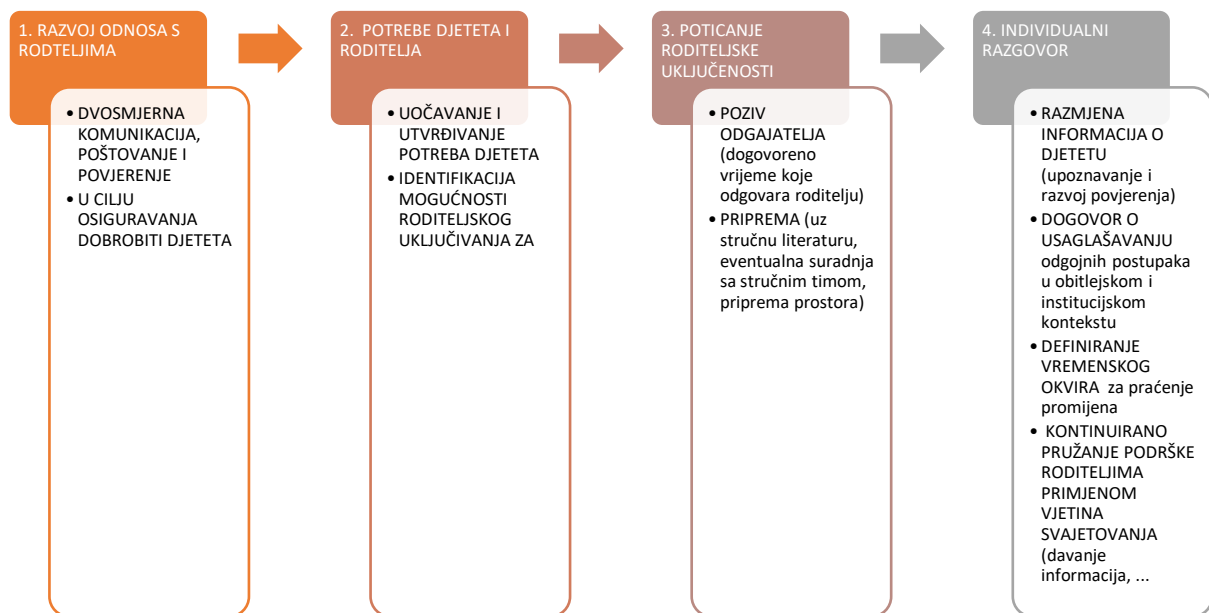 1. RAZVOJ ODNOSA S
RODTELJIMA
• DVOSMJERNA
KOMUNIKACIJA,
POŠTOVANJE I
POVJERENJE
• U CILJU
OSIGURAVANJA
DOBROBITI DJETETA
2. POTREBE DJETETA I
RODITELJA
• UOČAVANJE I
UTVRĐIVANJE
POTREBA DJETETA
• IDENTIFIKACIJA
MOGUĆNOSTI
RODITELJSKOG
UKLJUČIVANJA ZA
3. POTICANJE
RODITELJSKE
UKLJUČENOSTI
• POZIV
ODGAJATELJA
(dogovoreno
vrijeme koje
odgovara roditelju)
• PRIPREMA (uz
stručnu literaturu,
eventualna suradnja
sa stručnim timom,
priprema prostora)
4. INDIVIDUALNI
RAZGOVOR
• RAZMJENA
INFORMACIJA O
DJETETU
(upoznavanje i
razvoj povjerenja)
• DOGOVOR O
USAGLAŠAVANJU
odgojnih postupaka
u obitlejskom i
institucijskom
kontekstu
• DEFINIRANJE
VREMENSKOG
OKVIRA za praćenje
promijena
• KONTINUIRANO
PRUŽANJE PODRŠKE
RODITELJIMA
PRIMJENOM
VJETINA
SVAJETOVANJA
(davanje
informacija, ...